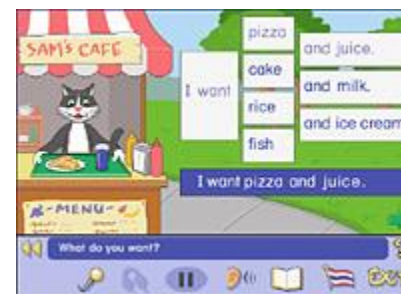 SAM'S CAFE
I want
pizza
cake
rice
fish
and juice.
and milk.
and ice cream
I want pizza and juice.
MENU
What do you want?